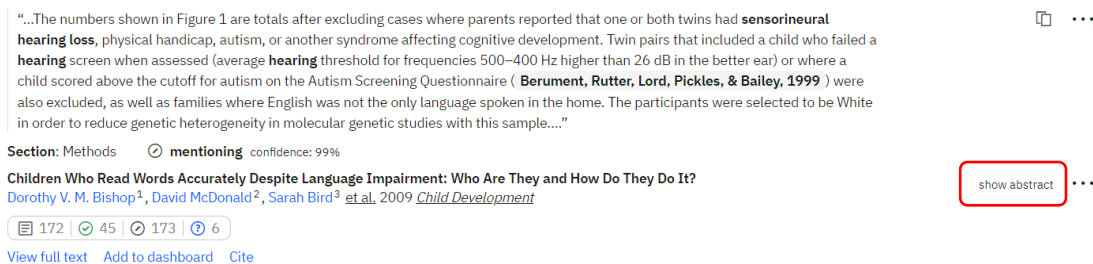 “...The numbers shown in Figure 1 are totals after excluding cases where parents reported that one or both twins had sensorineural
hearing loss, physical handicap, autism, or another syndrome affecting cognitive development. Twin pairs that included a child who failed a
hearing screen when assessed (average hearing threshold for frequencies 500–400 Hz higher than 26 dB in the better ear) or where a
child scored above the cutoff for autism on the Autism Screening Questionnaire ( Berument, Rutter, Lord, Pickles, & Bailey, 1999 ) were
also excluded, as well as families where English was not the only language spoken in the home. The participants were selected to be White
in order to reduce genetic heterogeneity in molecular genetic studies with this sample....”
Section: Methods mentioning confidence: 99%
Children Who Read Words Accurately Despite Language Impairment: Who Are They and How Do They Do It?
show abstract
Dorothy V. M. Bishop 1, David McDonald 2, Sarah Bird 3 et al. 2009 Child Development
172 45 173 6
View full text Add to dashboard Cite